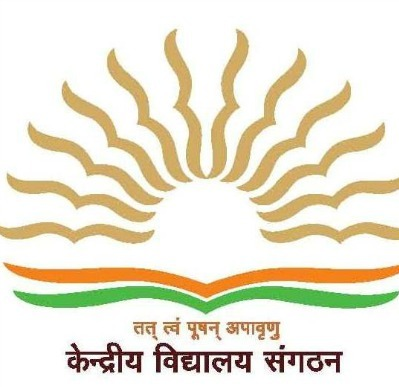 तत् त्वं पूषन् अपावृणु
केन्द्रीय विद्यालय संगठन